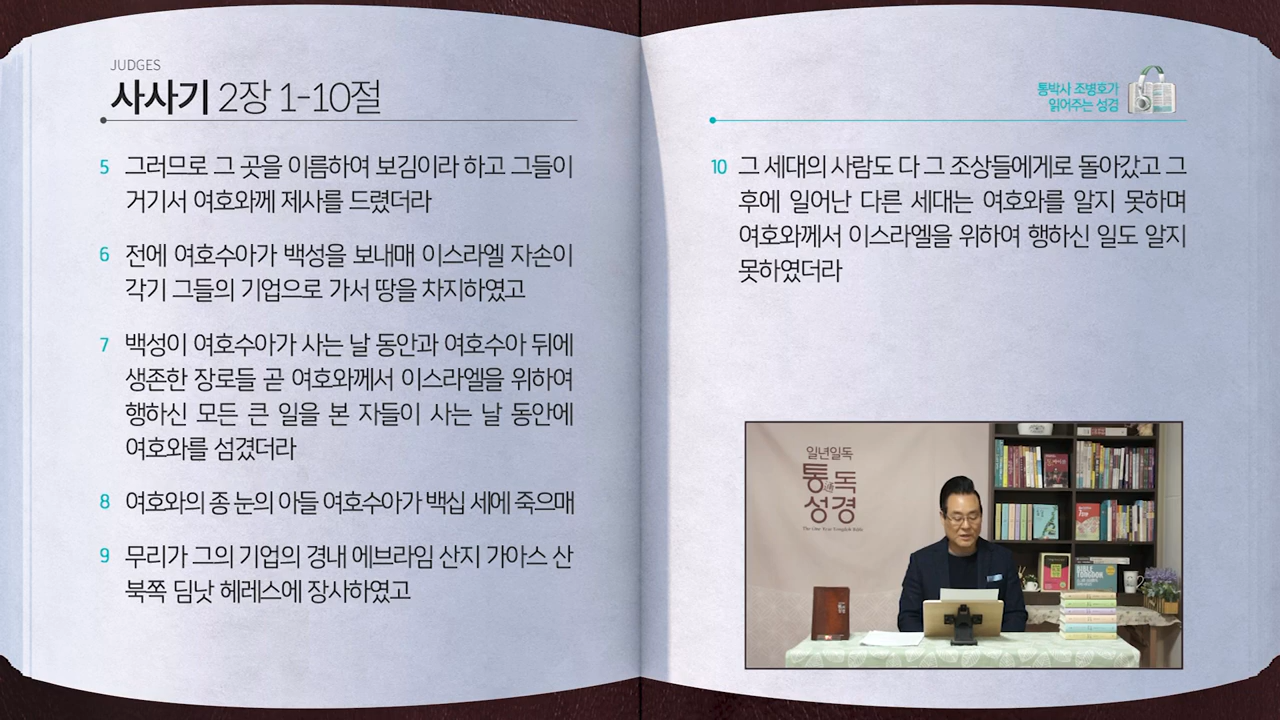 JUDGES
사사기 2장 1-10절
5 그러므로 그 곳을 이름하여 보김이라 하고 그들이
거기서 여호와께 제사를 드렸더라
6 전에 여호수아가 백성을 보내매 이스라엘 자손이
각기 그들의 기업으로 가서 땅을 차지하였고
7 백성이 여호수아가 사는 날 동안과 여호수아 뒤에
생존한 장로들 곧 여호와께서 이스라엘을 위하여
행하신 모든 큰 일을 본 자들이 사는 날 동안에
여호와를 섬겼더라
8 여호와의 종 눈의 아들 여호수아가 백십 세에 죽으매
9 무리가 그의 기업의 경내 에브라임 산지 가아스 산
북쪽 딤낫 헤레스에 장사하였고
통박사 조병호가
읽어주는 성경
10 그 세대의 사람도 다 그 조상들에게로 돌아갔고 그
후에 일어난 다른 세대는 여호와를 알지 못하며
여호와께서 이스라엘을 위하여 행하신 일도 알지
못하였더라
일년일독
통독
성경
The One Year Tongdok Bible
BIBLE
TONGDOK